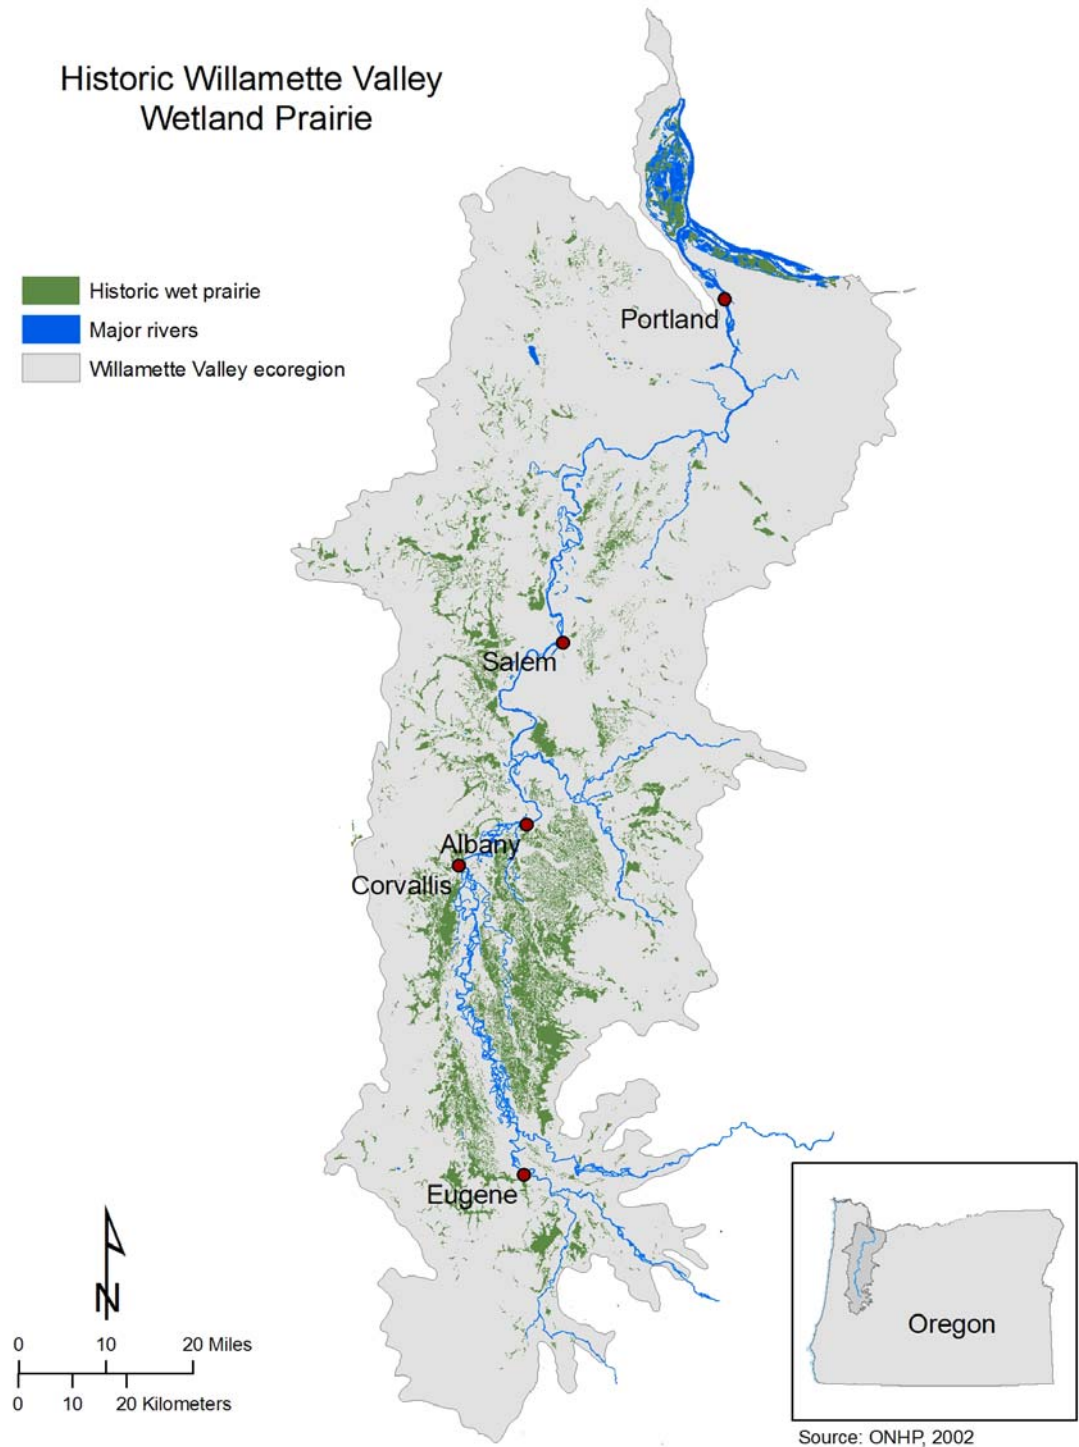 Historic Willamette Valley
Wetland Prairie
Historic wet prairie
Major rivers
Willamette Valley ecoregion
Portland
Salem
Albany
Corvallis
Eugene
N
0 10 20 Miles
0 10 20 Kilometers
Oregon
Source: ONHP, 2002